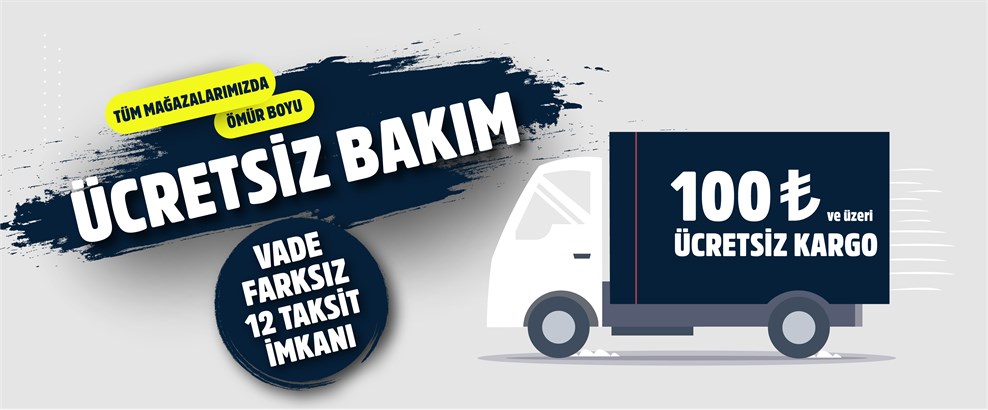 TÜM MAĞAZALARIMIZDA
ÖMÜR BOYU
ÜCRETSİZ BAKIM
VADE
FARKSIZ
12 TAKSİT
İMKANI
100 ₺ ve üzeri
ÜCRETSİZ KARGO